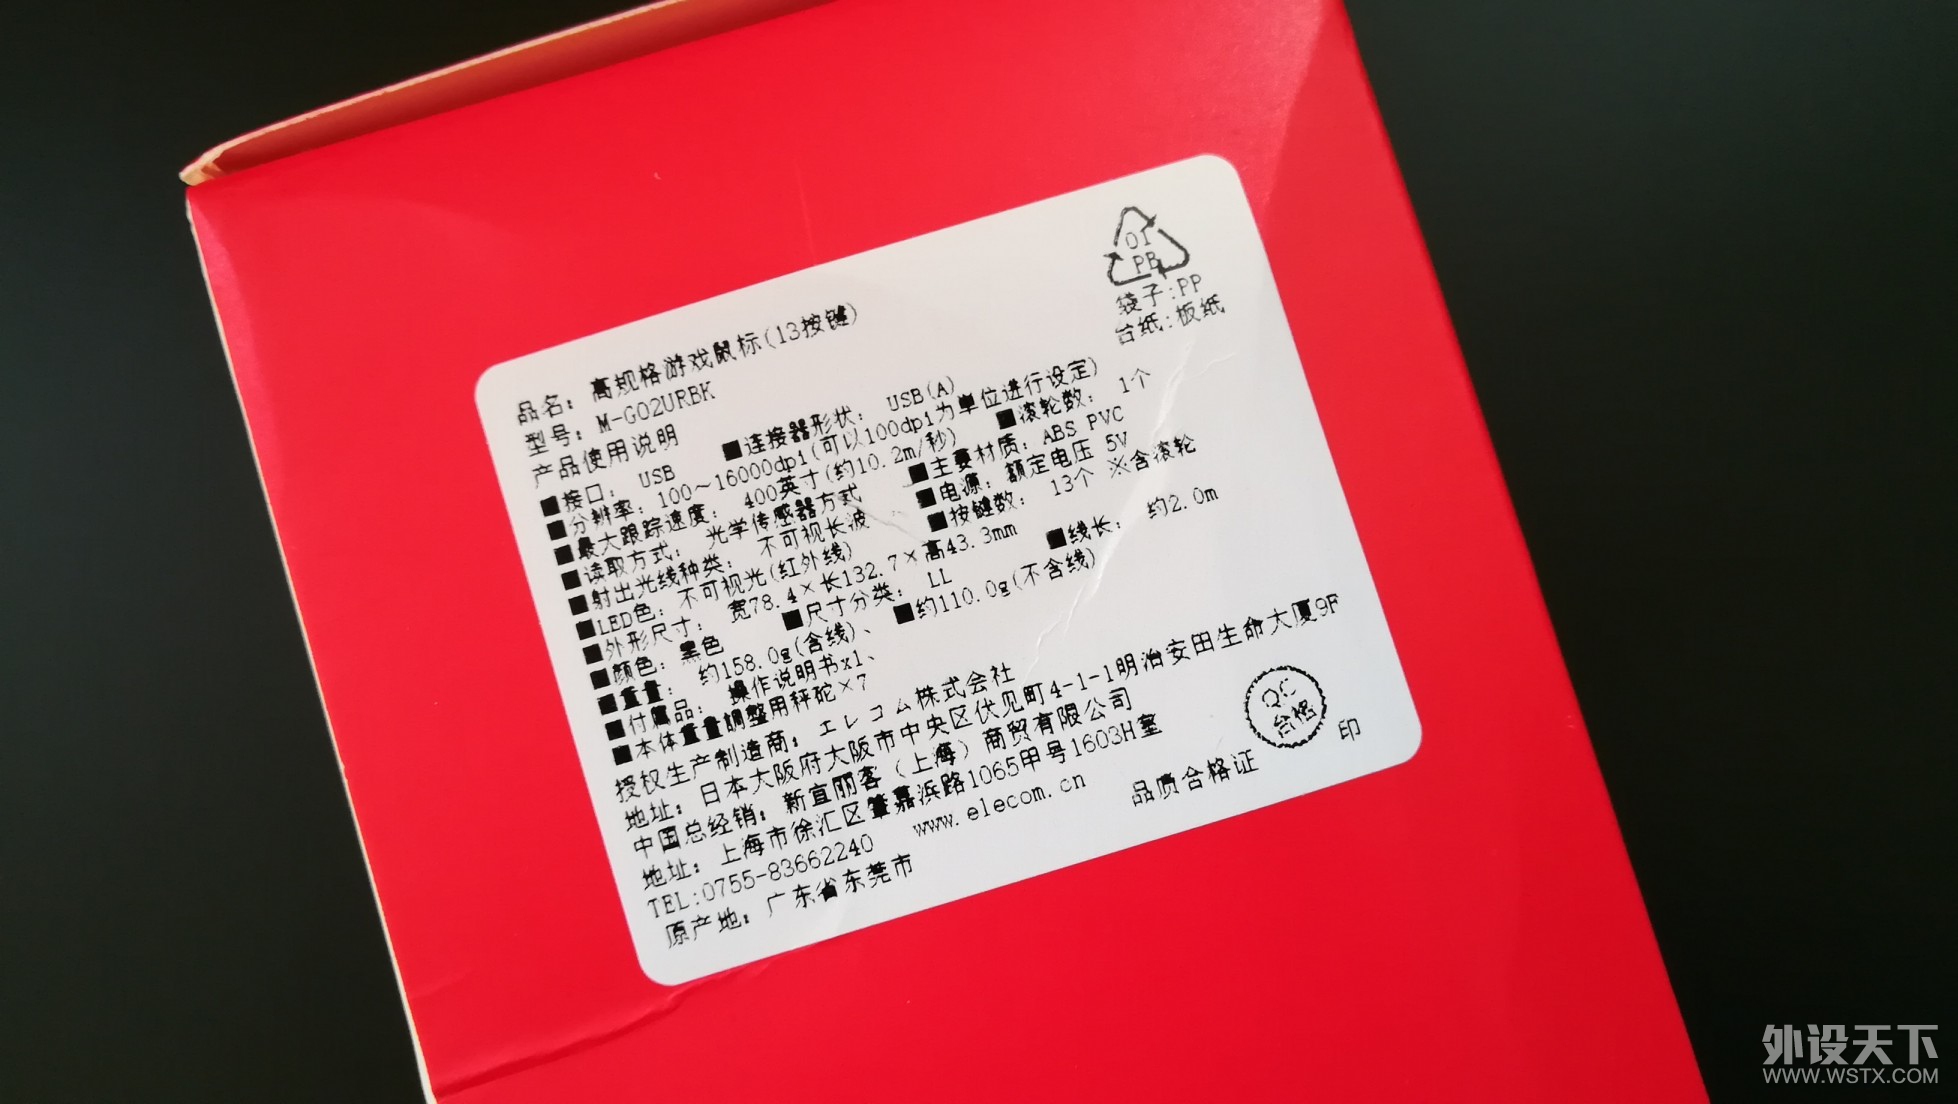 01
PB
袋子:PP
台纸:板纸
品名: 高规格游戏鼠标(13按键)
型号: M-G02URBK
产品使用说明
■接口: USB ■连接器形状: USB(A)
■分辨率: 100~16000dpi(可以100dpi为单位进行设定)
■最大跟踪速度: 400英寸(约10.2m/秒) ■滚轮数: 1个
■读取方式: 光学传感器方式 ■主要材质: ABS PVC
■射出光线种类: 不可视长波 ■电源: 额定电压 5V
■LED色: 不可视光(红外线) ■按键数: 13个 ※含滚轮
■外形尺寸: 宽78.4×长132.7×高43.3mm ■线长: 约2.0m
■颜色: 黑色 ■尺寸分类: LL
■重量: 约158.0g(含线)、 ■约110.0g(不含线)
■付属品: 操作说明书x1、
■本体重量調整用秤砣×7
授权生产制造商: エレコム株式会社
地址: 日本大阪府大阪市中央区伏见町4-1-1明治安田生命大厦9F
中国总经销: 新宜丽客（上海）商贸有限公司
地址: 上海市徐汇区肇嘉浜路1065甲号1603H室
TEL:0755-83662240 www.elecom.cn
原产地: 广东省东莞市
品质合格证
QC
合格
印
外设天下
WWW.WSTX.COM